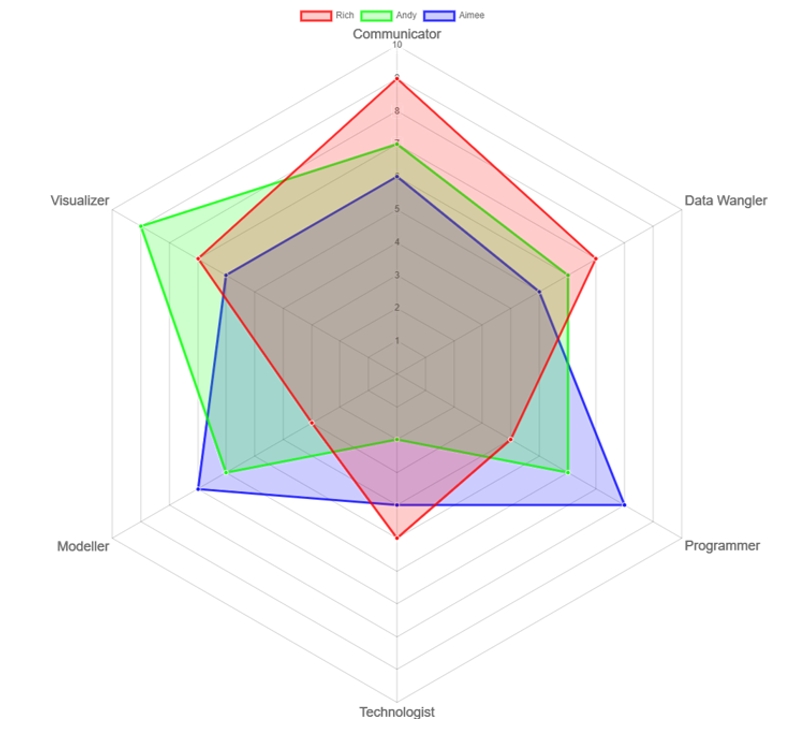 Rich Andy Aimee
Communicator
10
9
8
7
6
5
4
3
2
1
Visualizer
Data Wangler
Modeller
Programmer
Technologist